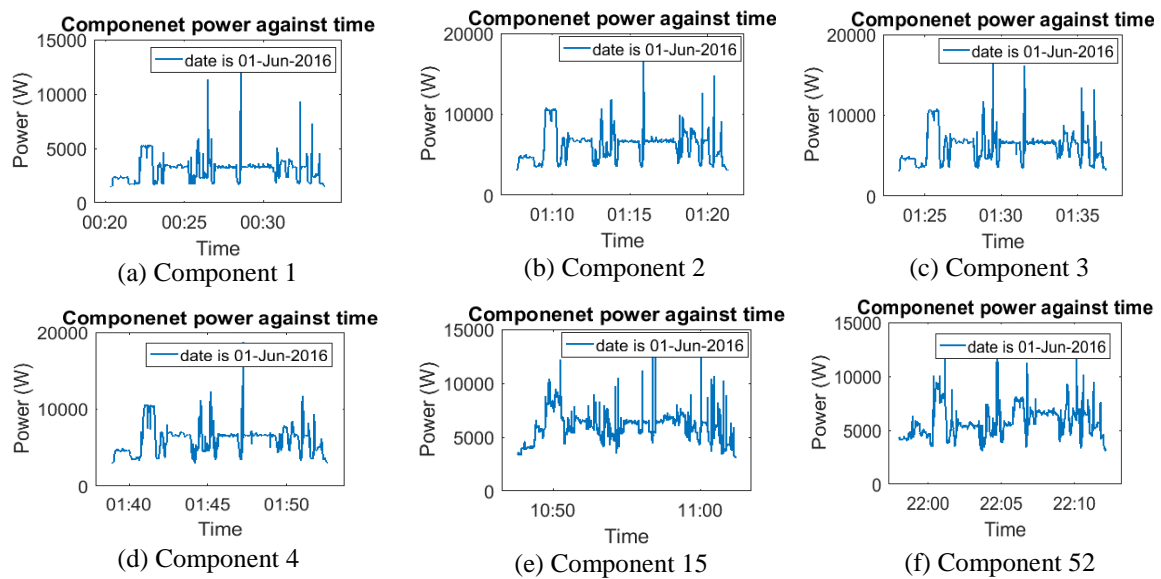 Componenet power against time
15000
10000
5000
0
Power (W)
date is 01-Jun-2016
00:20 00:25 00:30
Time
(a) Component 1
Componenet power against time
20000
10000
0
Power (W)
date is 01-Jun-2016
01:10 01:15 01:20
Time
(b) Component 2
Componenet power against time
20000
10000
0
Power (W)
date is 01-Jun-2016
01:25 01:30 01:35
Time
(c) Component 3
Componenet power against time
20000
10000
0
Power (W)
date is 01-Jun-2016
01:40 01:45 01:50
Time
(d) Component 4
Componenet power against time
15000
10000
5000
0
Power (W)
date is 01-Jun-2016
10:50 11:00
Time
(e) Component 15
Componenet power against time
15000
10000
5000
0
Power (W)
date is 01-Jun-2016
22:00 22:05 22:10
Time
(f) Component 52